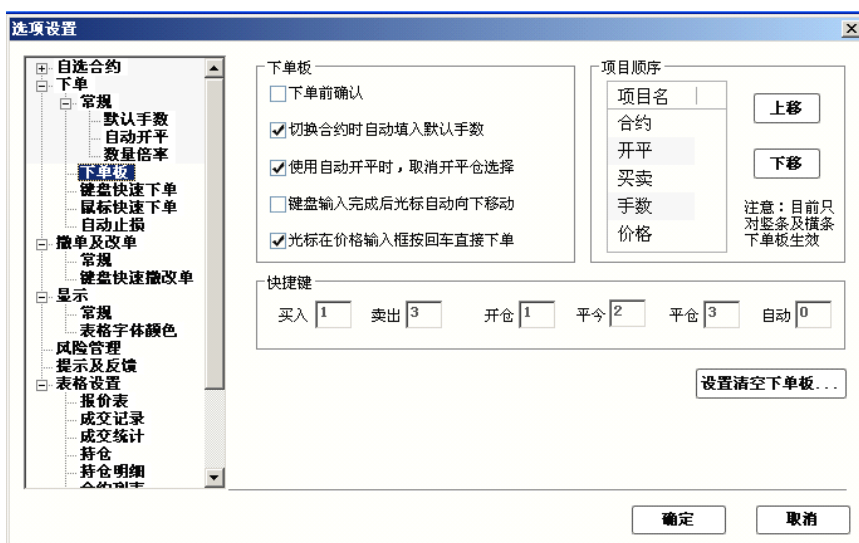 选项设置
自选合约
下单
常规
默认手数
自动开平
数量倍率
下单板
键盘快速下单
鼠标快速下单
自动止损
撤单及改单
常规
键盘快速撤改单
显示
常规
表格字体颜色
风险管理
提示及反馈
表格设置
报价表
成交记录
成交统计
持仓
持仓明细
合约列表
下单板
下单前确认
切换合约时自动填入默认手数
使用自动开平时，取消开平仓选择
键盘输入完成后光标自动向下移动
光标在价格输入框按回车直接下单
项目顺序
项目名
合约
开平
买卖
手数
价格
上移
下移
注意：目前只
对竖条及横条
下单板生效
快捷键
买入 1 卖出 3 开仓 1 平今 2 平仓 3 自动 0
设置清空下单板...
确定 取消